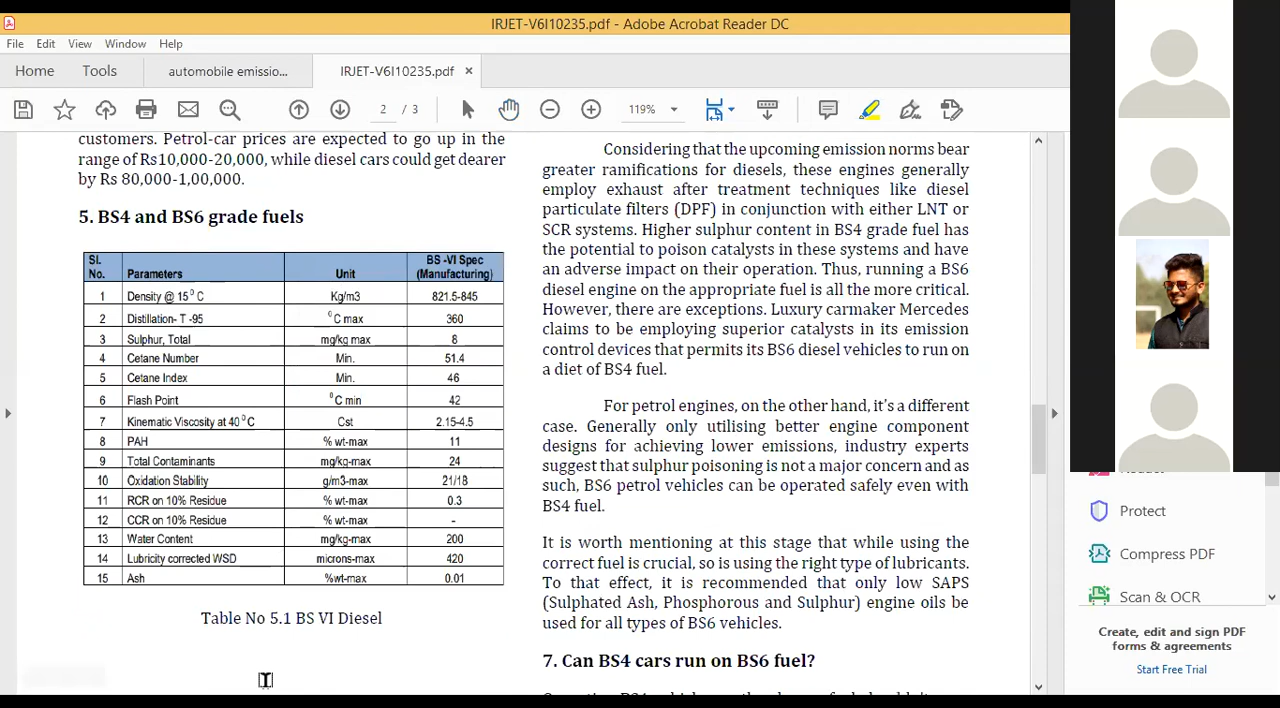 IRJET-V6I10235.pdf - Adobe Acrobat Reader DC
File Edit View Window Help
Home Tools automobile emissio... IRJET-V6I10235.pdf ×
2 / 3 119%
customers. Petrol-car prices are expected to go up in the
range of Rs10,000-20,000, while diesel cars could get dearer
by Rs 80,000-1,00,000.
5. BS4 and BS6 grade fuels
Sl. No. Parameters Unit BS -VI Spec (Manufacturing)
1 Density @ 15⁰ C Kg/m3 821.5-845
2 Distillation- T -95 ⁰C max 360
3 Sulphur, Total mg/kg max 8
4 Cetane Number Min. 51.4
5 Cetane Index Min. 46
6 Flash Point ⁰C min 42
7 Kinematic Viscosity at 40⁰C Cst 2.15-4.5
8 PAH % wt-max 11
9 Total Contaminants mg/kg-max 24
10 Oxidation Stability g/m3-max 21/18
11 RCR on 10% Residue % wt-max 0.3
12 CCR on 10% Residue % wt-max -
13 Water Content mg/kg-max 200
14 Lubricity corrected WSD microns-max 420
15 Ash %wt-max 0.01
Table No 5.1 BS VI Diesel
Considering that the upcoming emission norms bear
greater ramifications for diesels, these engines generally
employ exhaust after treatment techniques like diesel
particulate filters (DPF) in conjunction with either LNT or
SCR systems. Higher sulphur content in BS4 grade fuel has
the potential to poison catalysts in these systems and have
an adverse impact on their operation. Thus, running a BS6
diesel engine on the appropriate fuel is all the more critical.
However, there are exceptions. Luxury carmaker Mercedes
claims to be employing superior catalysts in its emission
control devices that permits its BS6 diesel vehicles to run on
a diet of BS4 fuel.
For petrol engines, on the other hand, it's a different
case. Generally only utilising better engine component
designs for achieving lower emissions, industry experts
suggest that sulphur poisoning is not a major concern and as
such, BS6 petrol vehicles can be operated safely even with
BS4 fuel.
It is worth mentioning at this stage that while using the
correct fuel is crucial, so is using the right type of lubricants.
To that effect, it is recommended that only low SAPS
(Sulphated Ash, Phosphorous and Sulphur) engine oils be
used for all types of BS6 vehicles.
7. Can BS4 cars run on BS6 fuel?
Protect
Compress PDF
Scan & OCR
Create, edit and sign PDF
forms & agreements
Start Free Trial